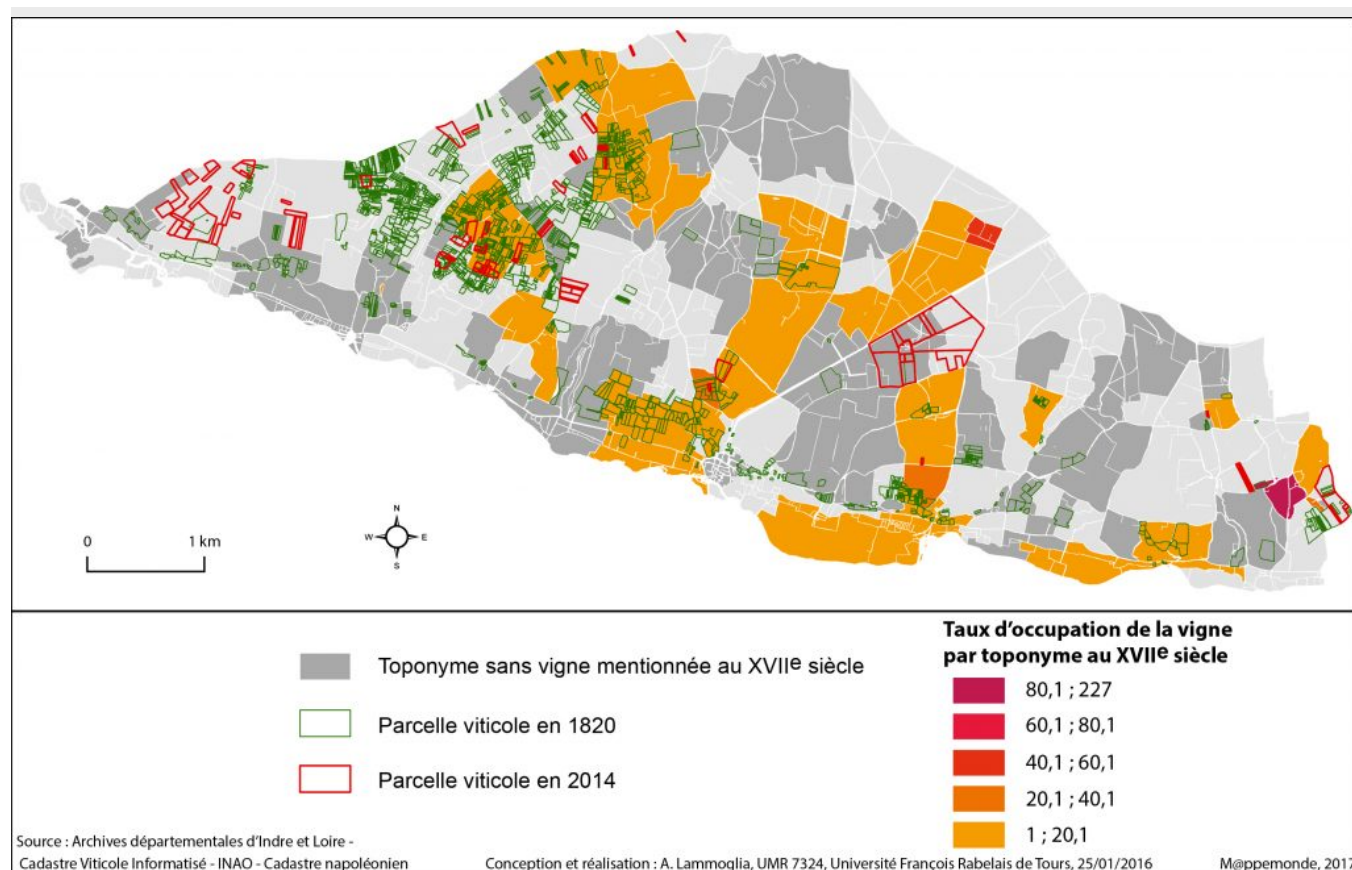 N
W E
S
0 1 km
Toponyme sans vigne mentionnée au XVIIe siècle
Parcelle viticole en 1820
Parcelle viticole en 2014
Taux d'occupation de la vigne
par toponyme au XVIIe siècle
80,1 ; 227
60,1 ; 80,1
40,1 ; 60,1
20,1 ; 40,1
1 ; 20,1
Source : Archives départementales d'Indre et Loire -
Cadastre Viticole Informatisé - INAO - Cadastre napoléonien
Conception et réalisation : A. Lammoglia, UMR 7324, Université François Rabelais de Tours, 25/01/2016
M@ppemonde, 2017